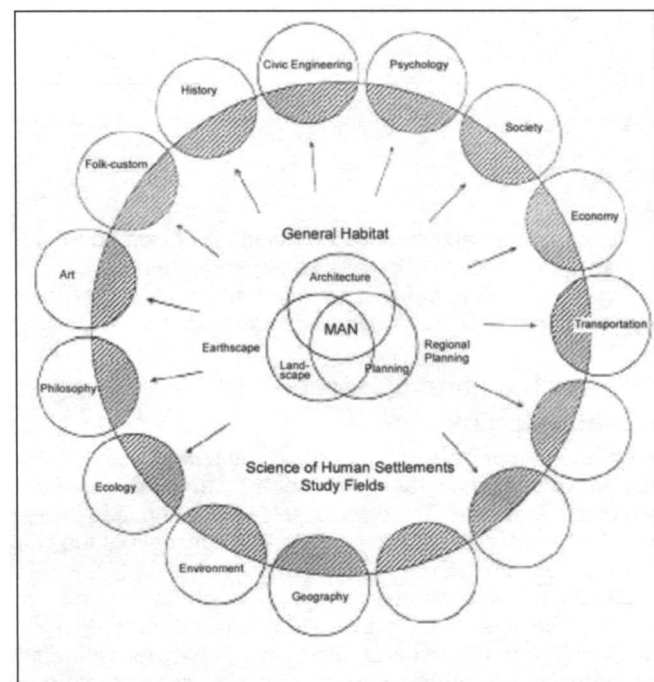 Civic Engineering
Psychology
History
Society
Folk-custom
Economy
General Habitat
Architecture
Art
MAN
Transportation
Earthscape
Regional
Planning
Land-
scape
Planning
Philosophy
Science of Human Settlements
Study Fields
Ecology
Environment
Geography